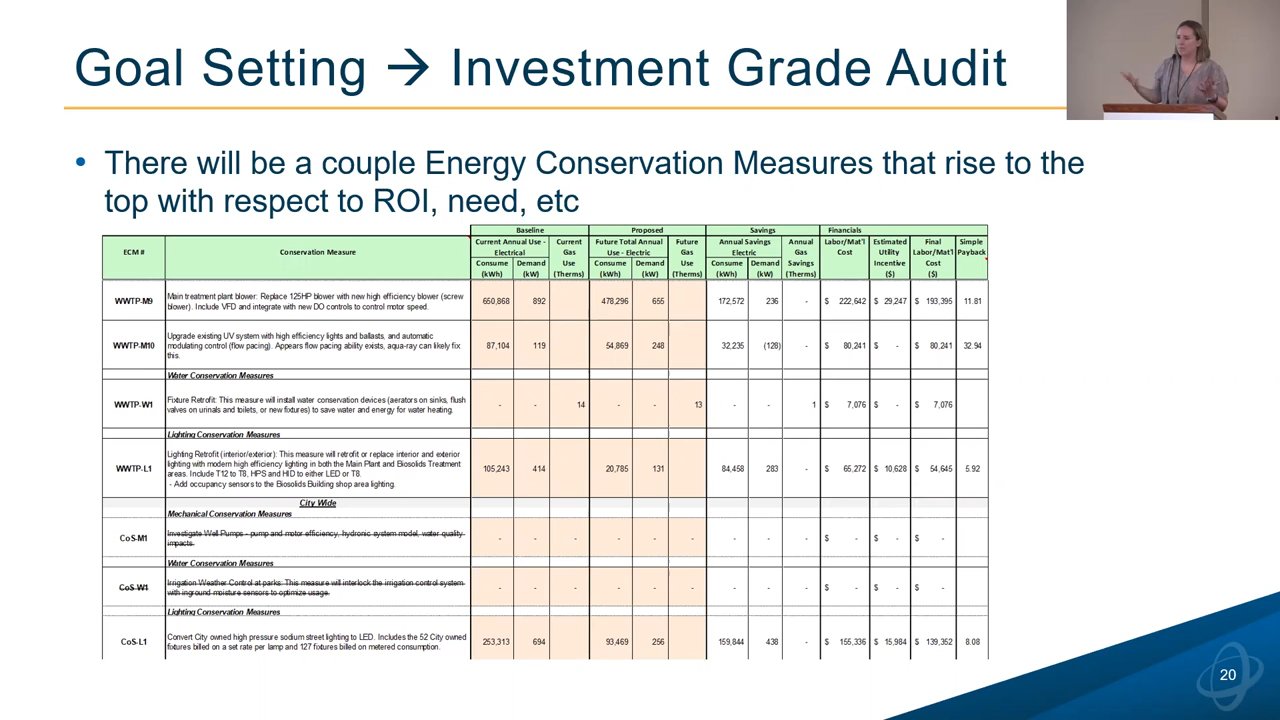 Goal Setting → Investment Grade Audit
• There will be a couple Energy Conservation Measures that rise to the
top with respect to ROI, need, etc
Baseline Proposed Savings Financials
ECM # Conservation Measure Current Annual Use - Electrical Current Gas Use (Therms) Future Total Annual Use - Electric Future Gas Use (Therms) Annual Savings Electric Annual Gas Savings (Therms) Labor/Mat'l Cost Estimated Utility Incentive ($) Final Labor/Mat'l Cost ($) Simple Payback
Consume (kWh) Demand (kW) Consume (kWh) Demand (kW) Consume (kWh) Demand (kW)
WWTP-M9 Main treatment plant blower: Replace 125HP blower with new high efficiency blower (screw
blower). Include VFD and integrate with new DO controls to control motor speed.
650,868 892 478,296 655 172,572 236 - $ 222,642 $ 29,247 $ 193,395 11.81
WWTP-M10 Upgrade existing UV system with high efficiency lights and ballasts, and automatic
modulating control (flow pacing). Appears flow pacing ability exists, aqua-ray can likely fix
this.
87,104 119 54,869 248 32,235 (128) - $ 80,241 $ - $ 80,241 32.94
Water Conservation Measures
WWTP-W1 Fixture Retrofit: This measure will install water conservation devices (aerators on sinks, flush
valves on urinals and toilets, or new fixtures) to save water and energy for water heating.
- - 14 - - 13 - - 1 $ 7,076 $ - $ 7,076
Lighting Conservation Measures
WWTP-L1 Lighting Retrofit (interior/exterior): This measure will retrofit or replace interior and exterior
lighting with modern high efficiency lighting in both the Main Plant and Biosolids Treatment
areas. Include T12 to T8, HPS and HID to either LED or T8.
- Add occupancy sensors to the Biosolids Building shop area lighting.
105,243 414 20,785 131 84,458 283 - $ 65,272 $ 10,628 $ 54,645 5.92
City Wide
Mechanical Conservation Measures
CoS-M1 Investigate Well Pumps - pump and motor efficiency, hydronic system model, water quality
impacts.
- - - - - - - - - $ - $ - $ -
Water Conservation Measures
CoS-W1 Irrigation Weather Control at parks: This measure will interlock the irrigation control system
with inground moisture sensors to optimize usage.
- - - - - - - - - $ - $ - $ -
Lighting Conservation Measures
CoS-L1 Convert City owned high pressure sodium street lighting to LED. Includes the 52 City owned
fixtures billed on a set rate per lamp and 127 fixtures billed on metered consumption.
253,313 694 93,469 256 159,844 438 - $ 155,336 $ 15,984 $ 139,352 8.08
20